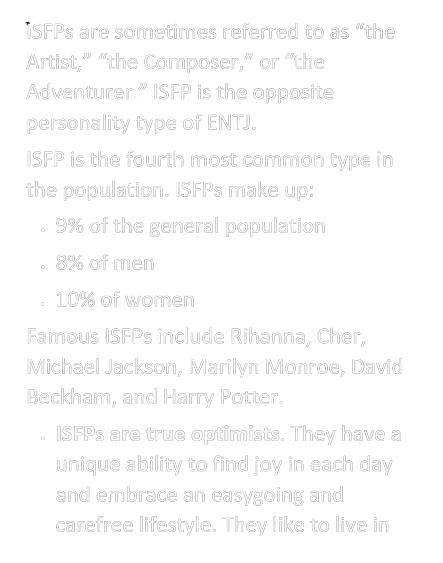 ISFPs are sometimes referred to as “the
Artist,” “the Composer,” or “the
Adventurer.” ISFP is the opposite
personality type of ENTJ.
ISFP is the fourth most common type in
the population. ISFPs make up:
• 9% of the general population
• 8% of men
• 10% of women
Famous ISFPs include Rihanna, Cher,
Michael Jackson, Marilyn Monroe, David
Beckham, and Harry Potter.
• ISFPs are true optimists. They have a
unique ability to find joy in each day
and embrace an easygoing and
carefree lifestyle. They like to live in